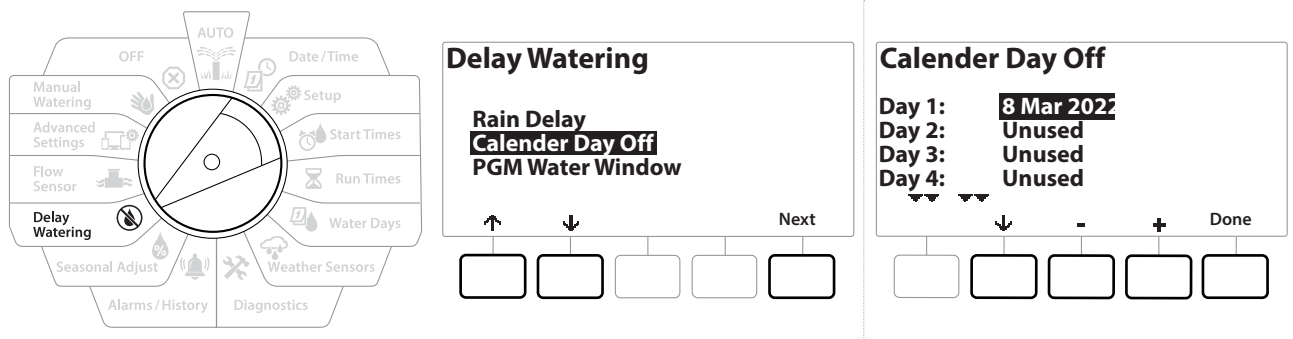 AUTO
OFF
Date/Time
Manual
Watering
Setup
Advanced
Settings
Start Times
Flow
Sensor
Run Times
Delay
Watering
Water Days
Seasonal Adjust
Weather Sensors
Alarms/History
Diagnostics
Delay Watering
Rain Delay
Calender Day Off
PGM Water Window
Next
Calender Day Off
Day 1: 8 Mar 2022
Day 2: Unused
Day 3: Unused
Day 4: Unused
- + Done